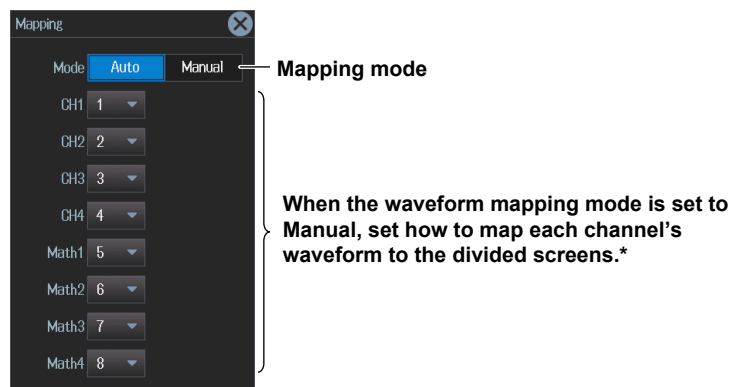 Mapping
Mode Auto Manual
Mapping mode
CH1 1
CH2 2
CH3 3
CH4 4
Math1 5
Math2 6
Math3 7
Math4 8
When the waveform mapping mode is set to
Manual, set how to map each channel's
waveform to the divided screens.*